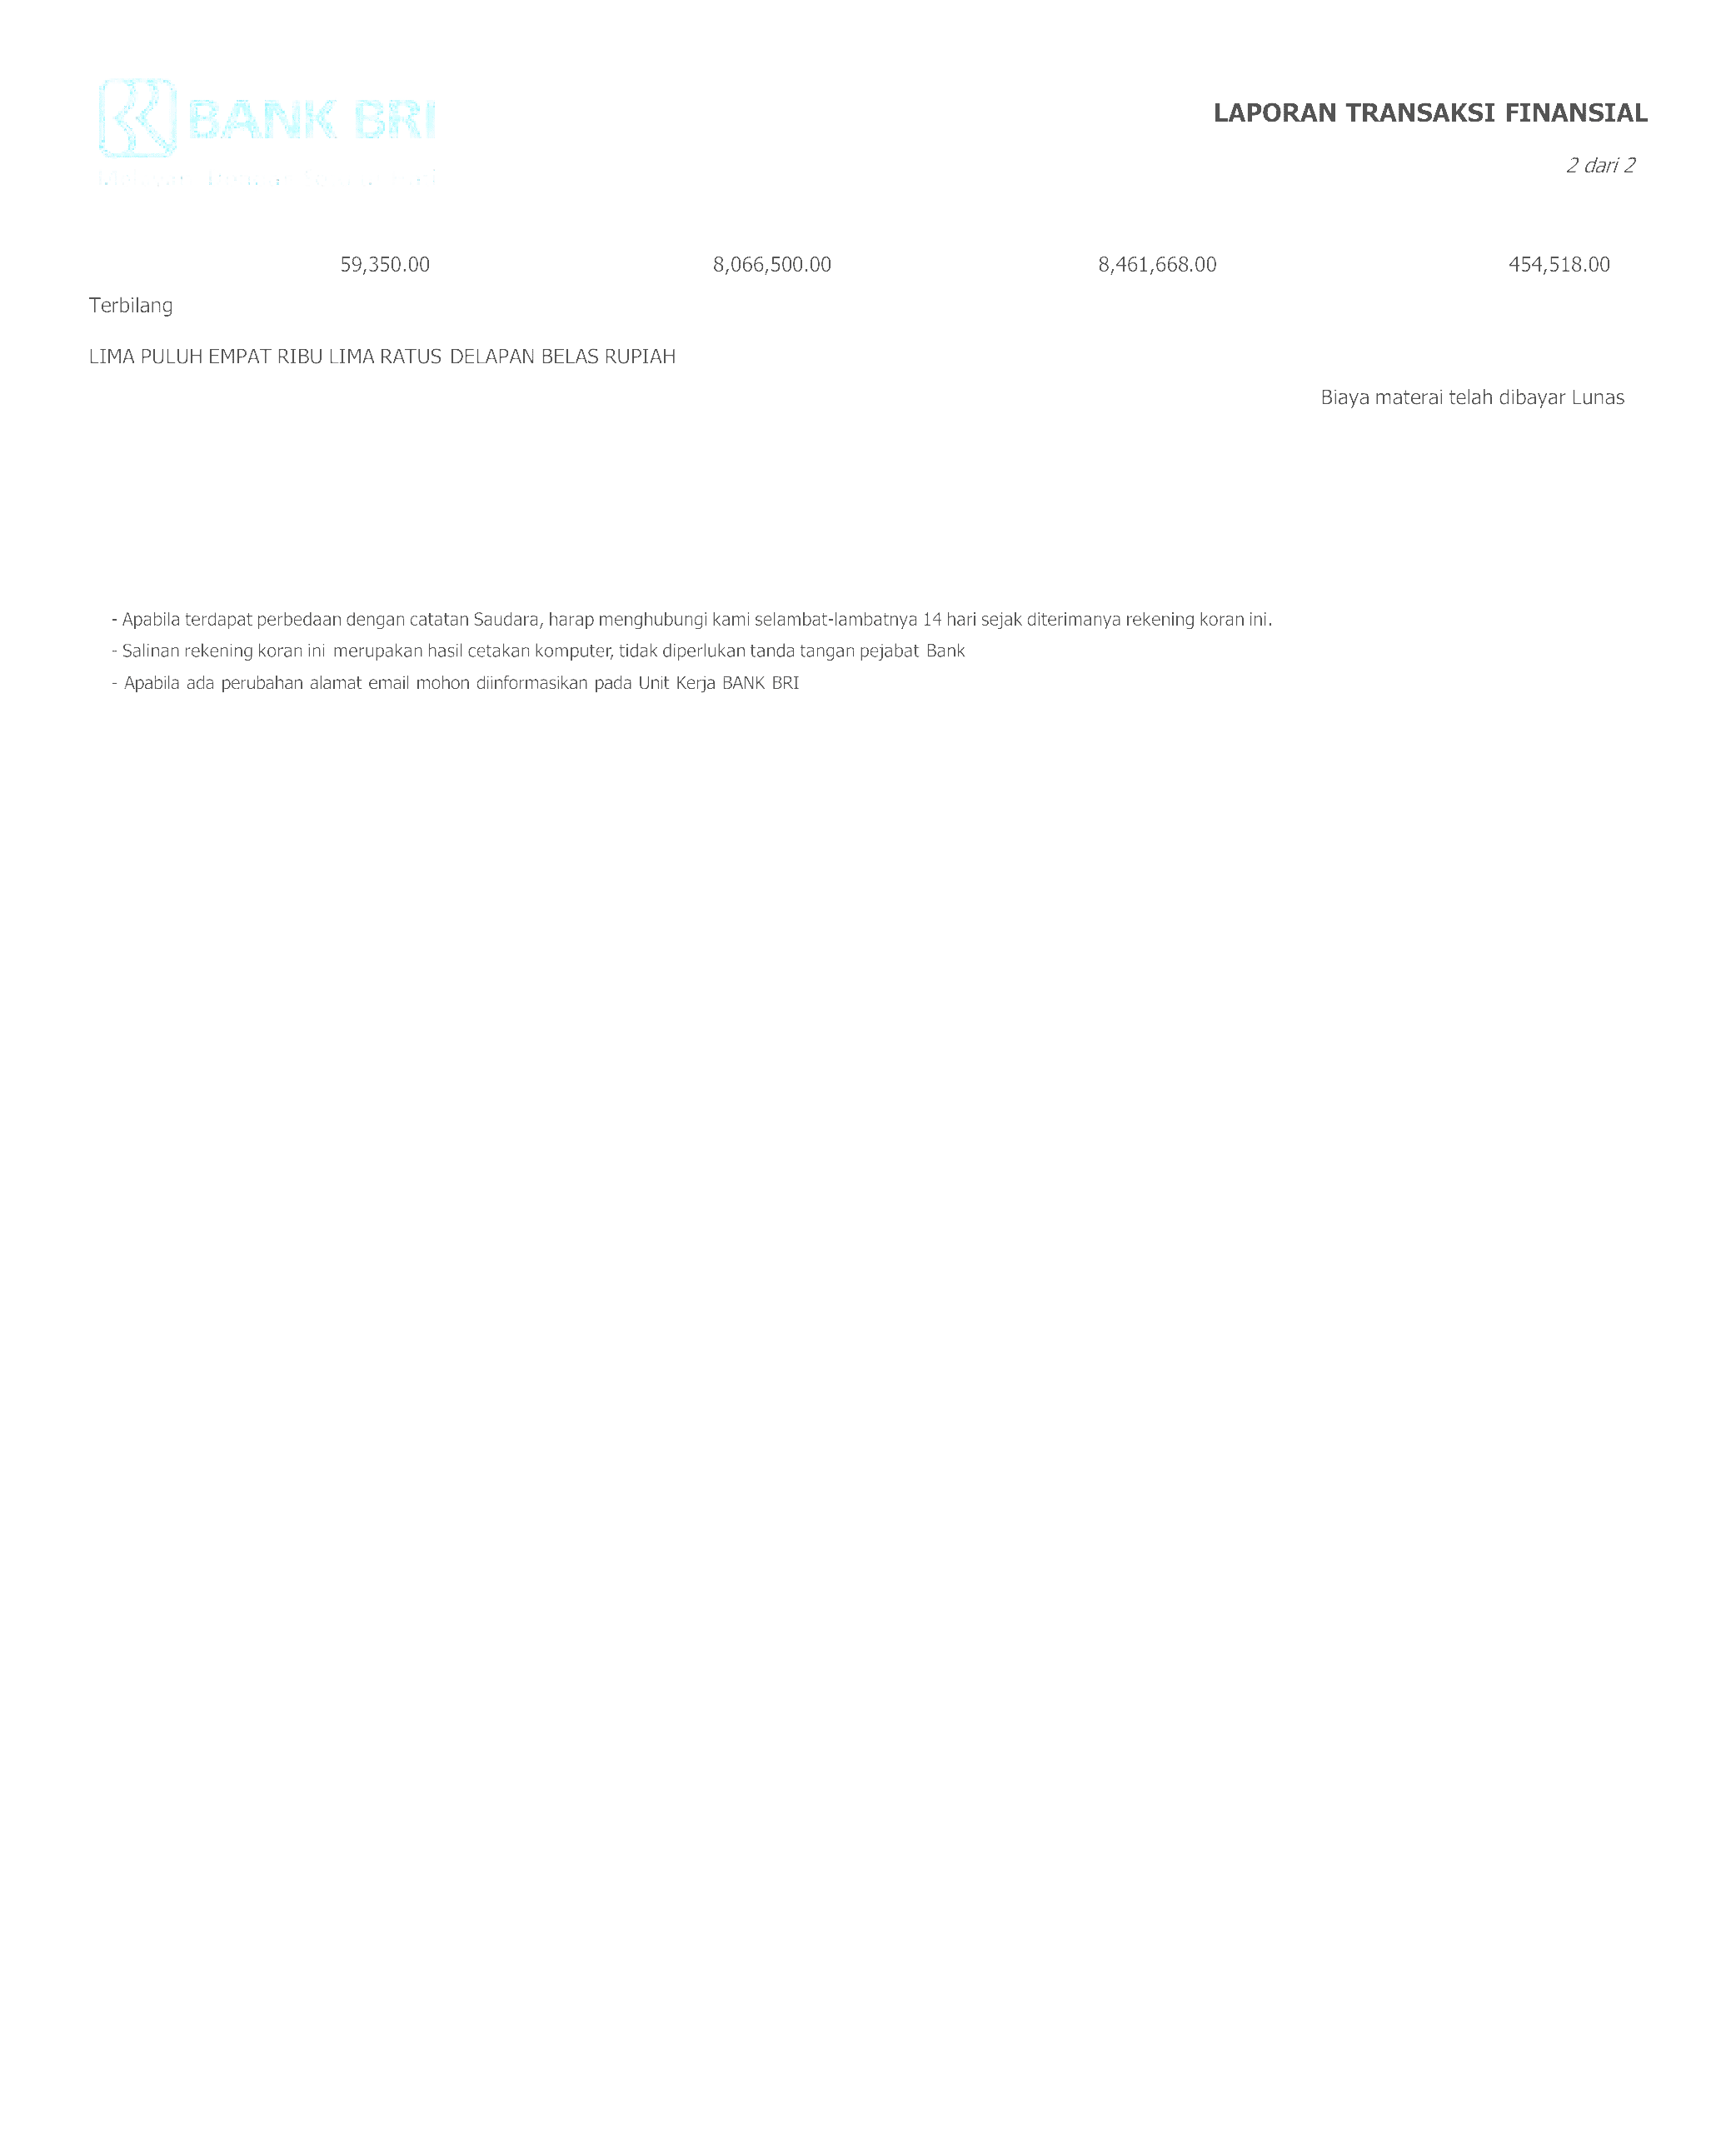 BANK BRI
LAPORAN TRANSAKSI FINANSIAL
2 dari 2
59,350.00 8,066,500.00 8,461,668.00 454,518.00
Terbilang
LIMA PULUH EMPAT RIBU LIMA RATUS DELAPAN BELAS RUPIAH
Biaya materai telah dibayar Lunas
- Apabila terdapat perbedaan dengan catatan Saudara, harap menghubungi kami selambat-lambatnya 14 hari sejak diterimanya rekening koran ini.
- Salinan rekening koran ini merupakan hasil cetakan komputer, tidak diperlukan tanda tangan pejabat Bank
- Apabila ada perubahan alamat email mohon diinformasikan pada Unit Kerja BANK BRI